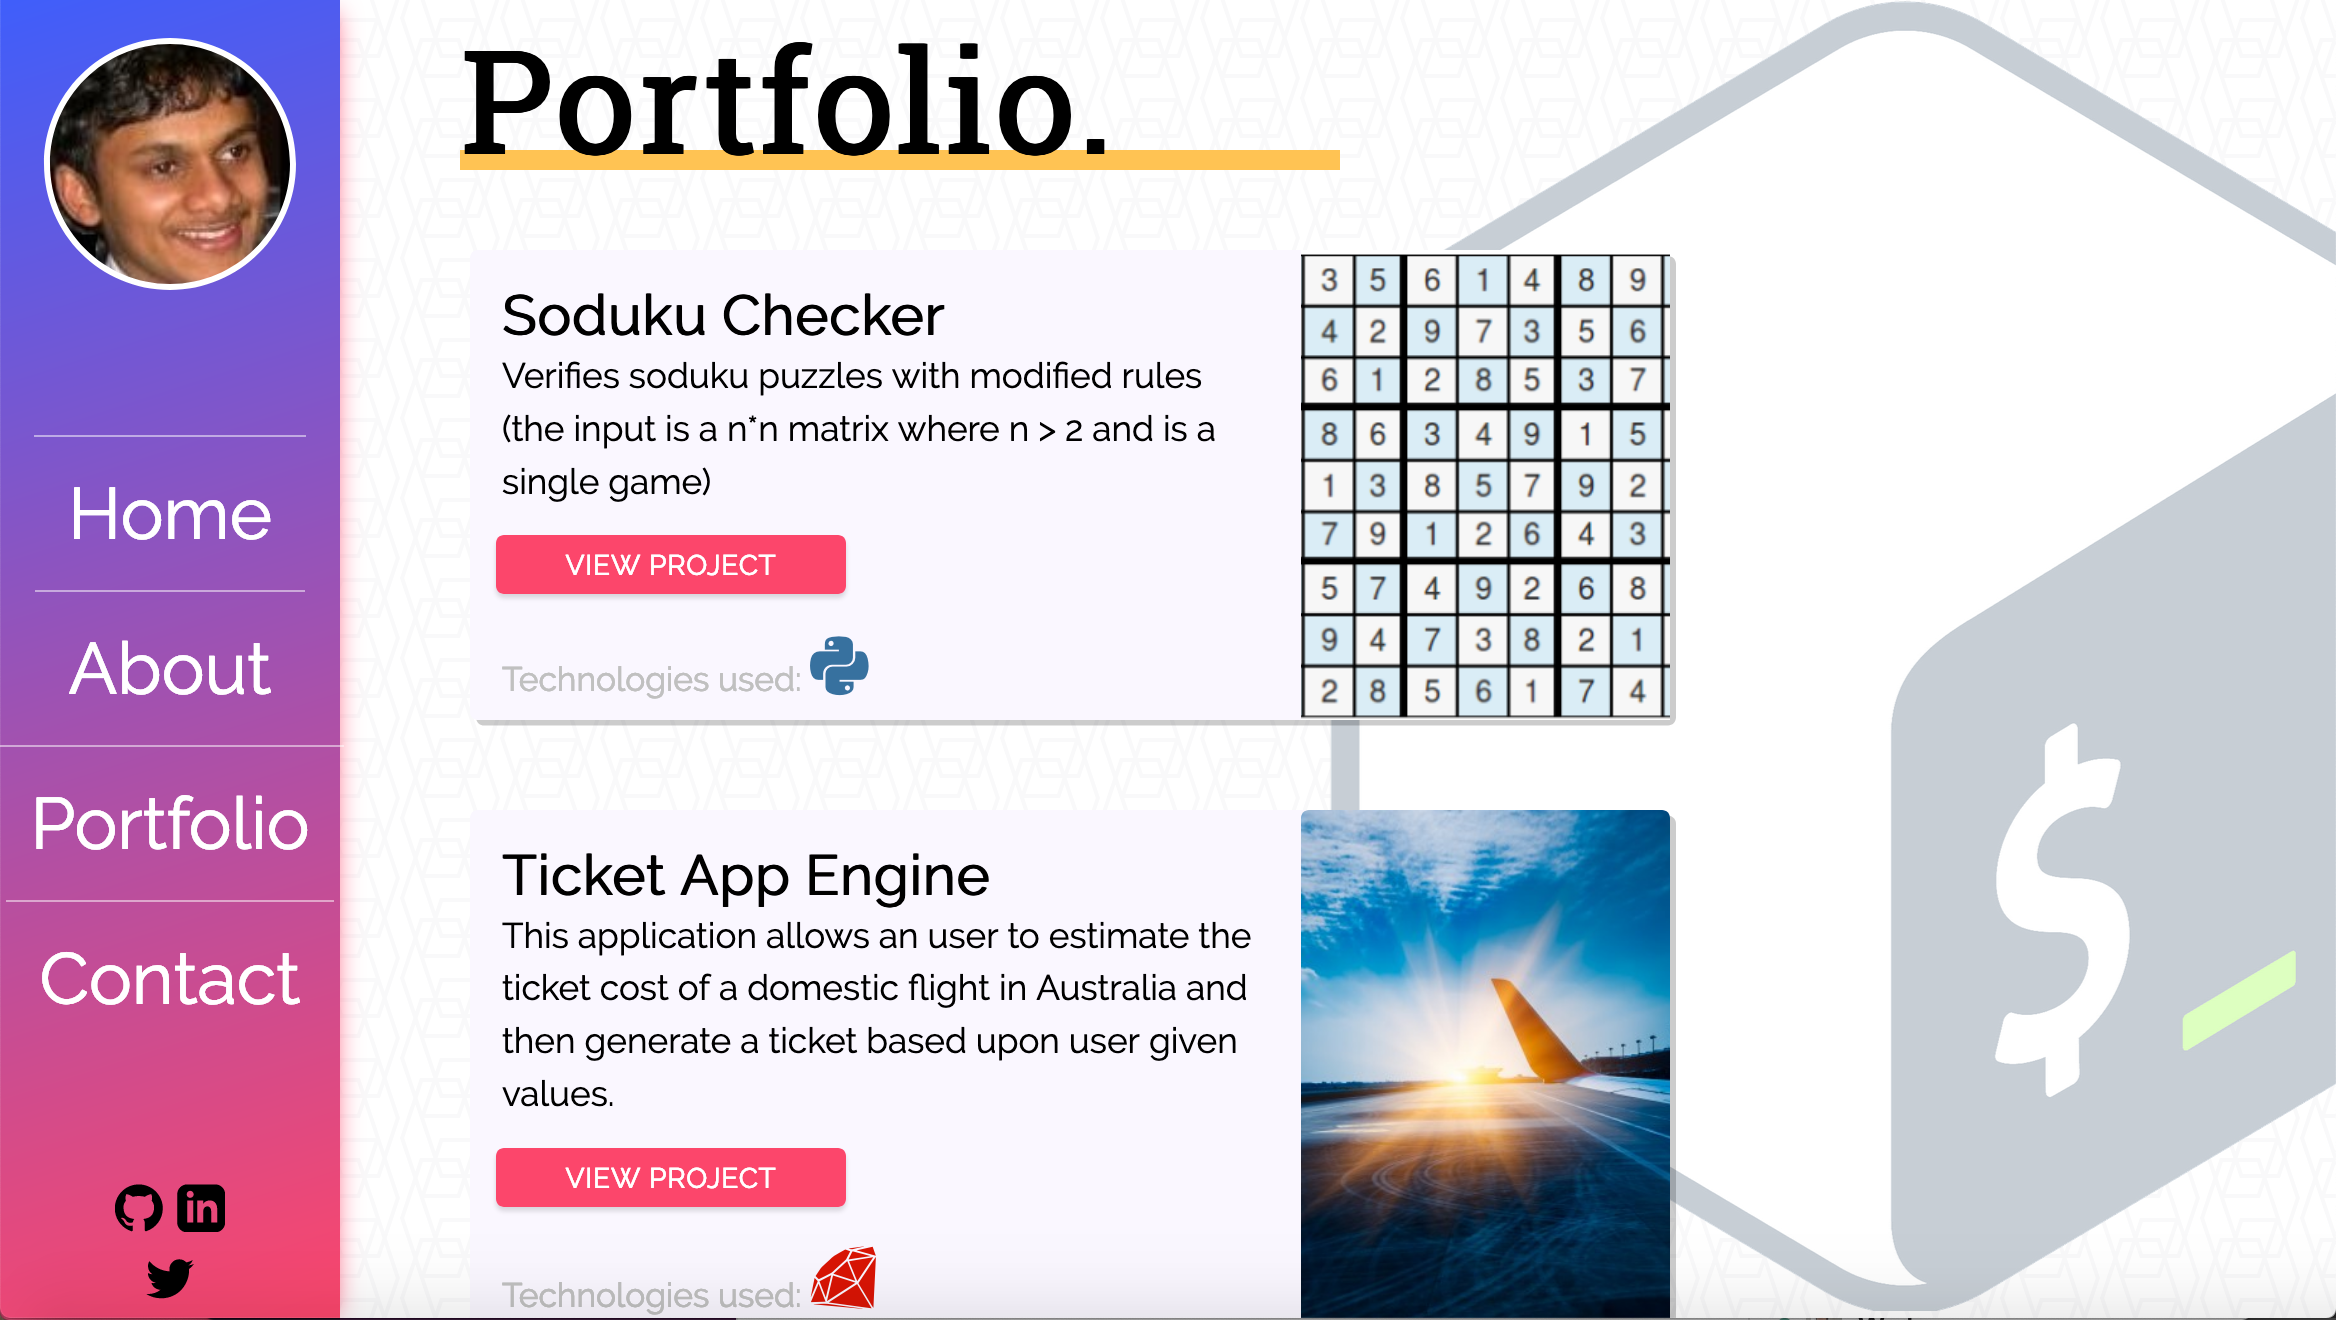 Portfolio.
Home
About
Portfolio
Contact
in
Soduku Checker
Verifies soduku puzzles with modified rules
(the input is a n*n matrix where n > 2 and is a
single game)
VIEW PROJECT
Technologies used:
3 5 6 1 4 8 9
4 2 9 7 3 5 6
6 1 2 8 5 3 7
8 6 3 4 9 1 5
1 3 8 5 7 9 2
7 9 1 2 6 4 3
5 7 4 9 2 6 8
9 4 7 3 8 2 1
2 8 5 6 1 7 4
Ticket App Engine
This application allows an user to estimate the
ticket cost of a domestic flight in Australia and
then generate a ticket based upon user given
values.
VIEW PROJECT
Technologies used:
$_